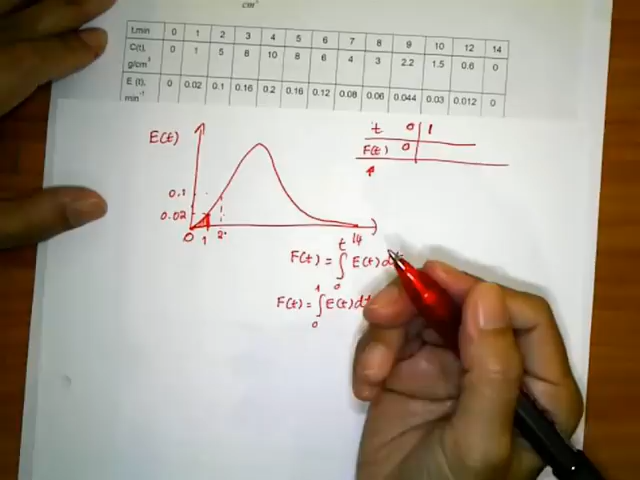 cm³
t,min 0 1 2 3 4 5 6 7 8 9 10 12 14
C(t), g/cm³ 0 1 5 8 10 8 6 4 3 2.2 1.5 0.6 0
E (t), min⁻¹ 0 0.02 0.1 0.16 0.2 0.16 0.12 0.08 0.06 0.044 0.03 0.012 0
E(t)
t 0 1
F(t) 0
0.1
0.02
0 1 2 14
F(t) = ∫₀ᵗ E(t)dt
F(t) = ∫₀¹ E(t)dt